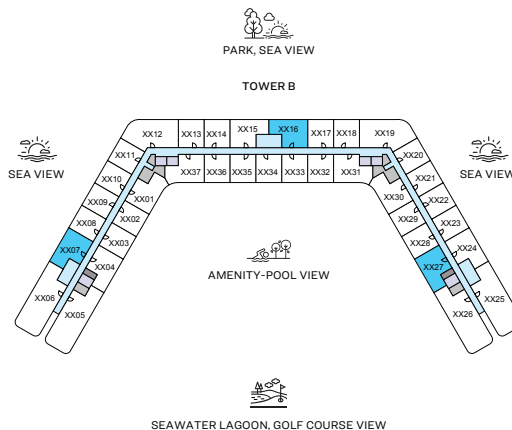 PARK, SEA VIEW
TOWER B
XX12
XX13
XX14
XX15
XX16
XX17
XX18
XX19
XX11
XX37
XX36
XX35
XX34
XX33
XX32
XX31
XX20
SEA VIEW
SEA VIEW
XX10
XX01
XX30
XX21
XX09
XX02
XX29
XX22
XX08
XX03
XX28
XX23
XX07
XX04
XX27
XX24
AMENITY-POOL VIEW
XX06
XX05
XX26
XX25
SEAWATER LAGOON, GOLF COURSE VIEW